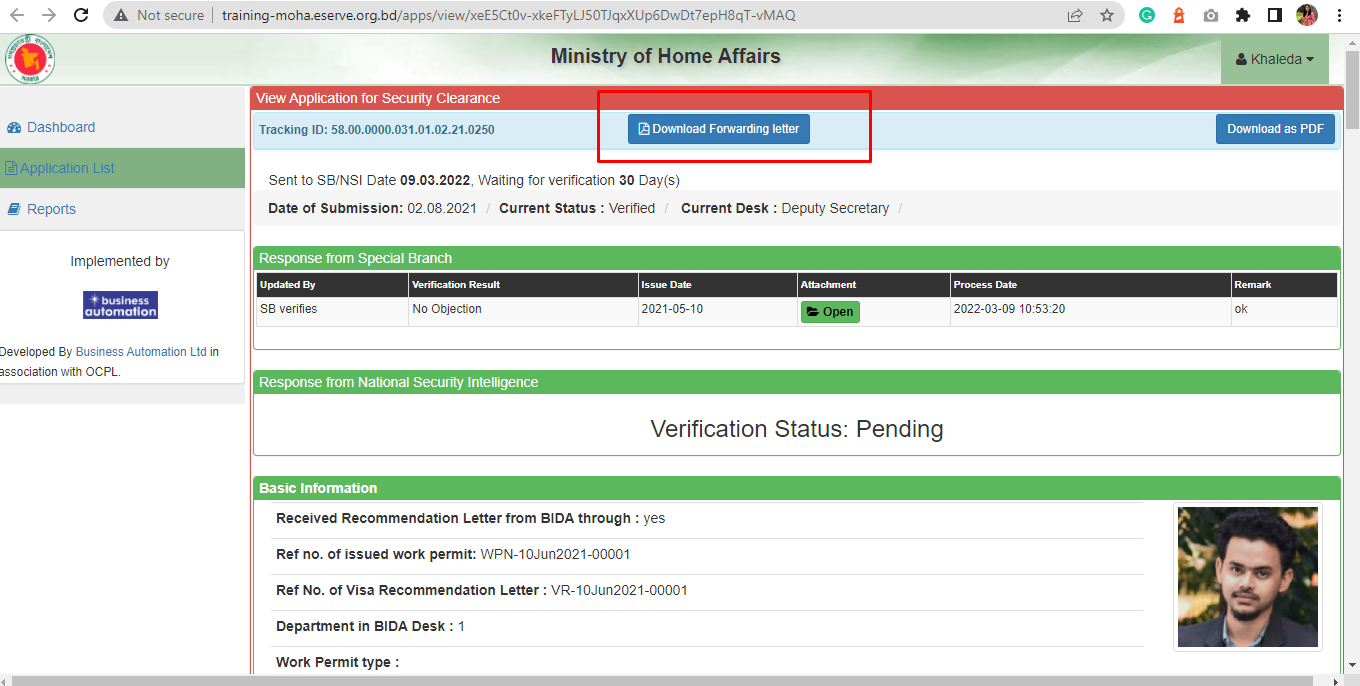 Not secure | training-moha.eserve.org.bd/apps/view/xeE5Ct0v-xkeFTyLJ50TJqxXUp6DwDt7epH8qT-vMAQ
Ministry of Home Affairs
Khaleda
Dashboard
Application List
Reports
Implemented by
business
automation
Developed By Business Automation Ltd in
association with OCPL.
View Application for Security Clearance
Tracking ID: 58.00.0000.031.01.02.21.0250
Download Forwarding letter
Download as PDF
Sent to SB/NSI Date 09.03.2022, Waiting for verification 30 Day(s)
Date of Submission: 02.08.2021 / Current Status : Verified / Current Desk : Deputy Secretary /
Response from Special Branch
Updated By Verification Result Issue Date Attachment Process Date Remark
SB verifies No Objection 2021-05-10 Open 2022-03-09 10:53:20 ok
Response from National Security Intelligence
Verification Status: Pending
Basic Information
Received Recommendation Letter from BIDA through : yes
Ref no. of issued work permit: WPN-10Jun2021-00001
Ref No. of Visa Recommendation Letter : VR-10Jun2021-00001
Department in BIDA Desk : 1
Work Permit type :